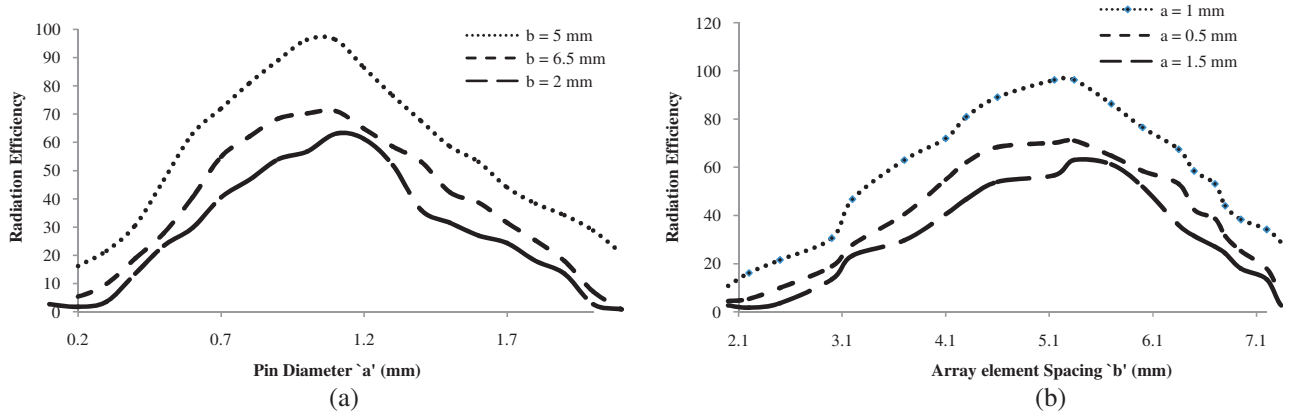 100
90
80
70
60
50
40
30
20
10
0
Radiation Efficiency
b = 5 mm
b = 6.5 mm
b = 2 mm
0.2 0.7 1.2 1.7
Pin Diameter `a' (mm)
(a)
120
100
80
60
40
20
0
Radiation Efficiency
a = 1 mm
a = 0.5 mm
a = 1.5 mm
2.1 3.1 4.1 5.1 6.1 7.1
Array element Spacing `b' (mm)
(b)